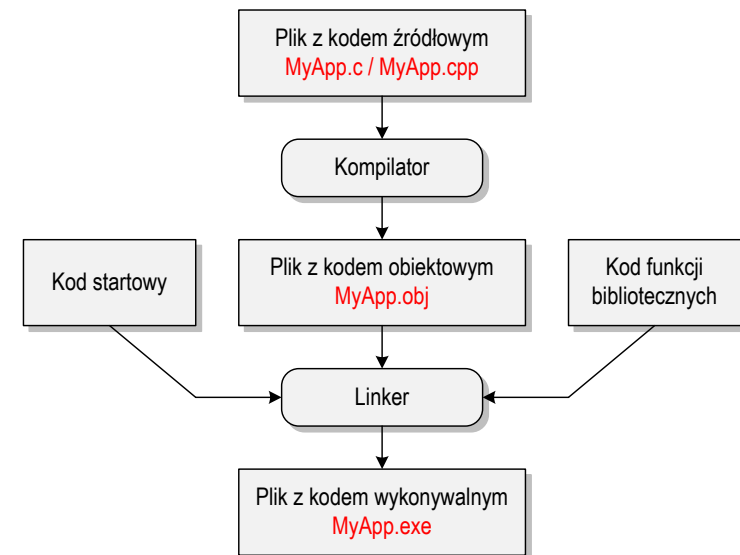 Plik z kodem źródłowym
MyApp.c / MyApp.cpp
Kompilator
Kod startowy
Plik z kodem obiektowym
MyApp.obj
Kod funkcji
bibliotecznych
Linker
Plik z kodem wykonywalnym
MyApp.exe